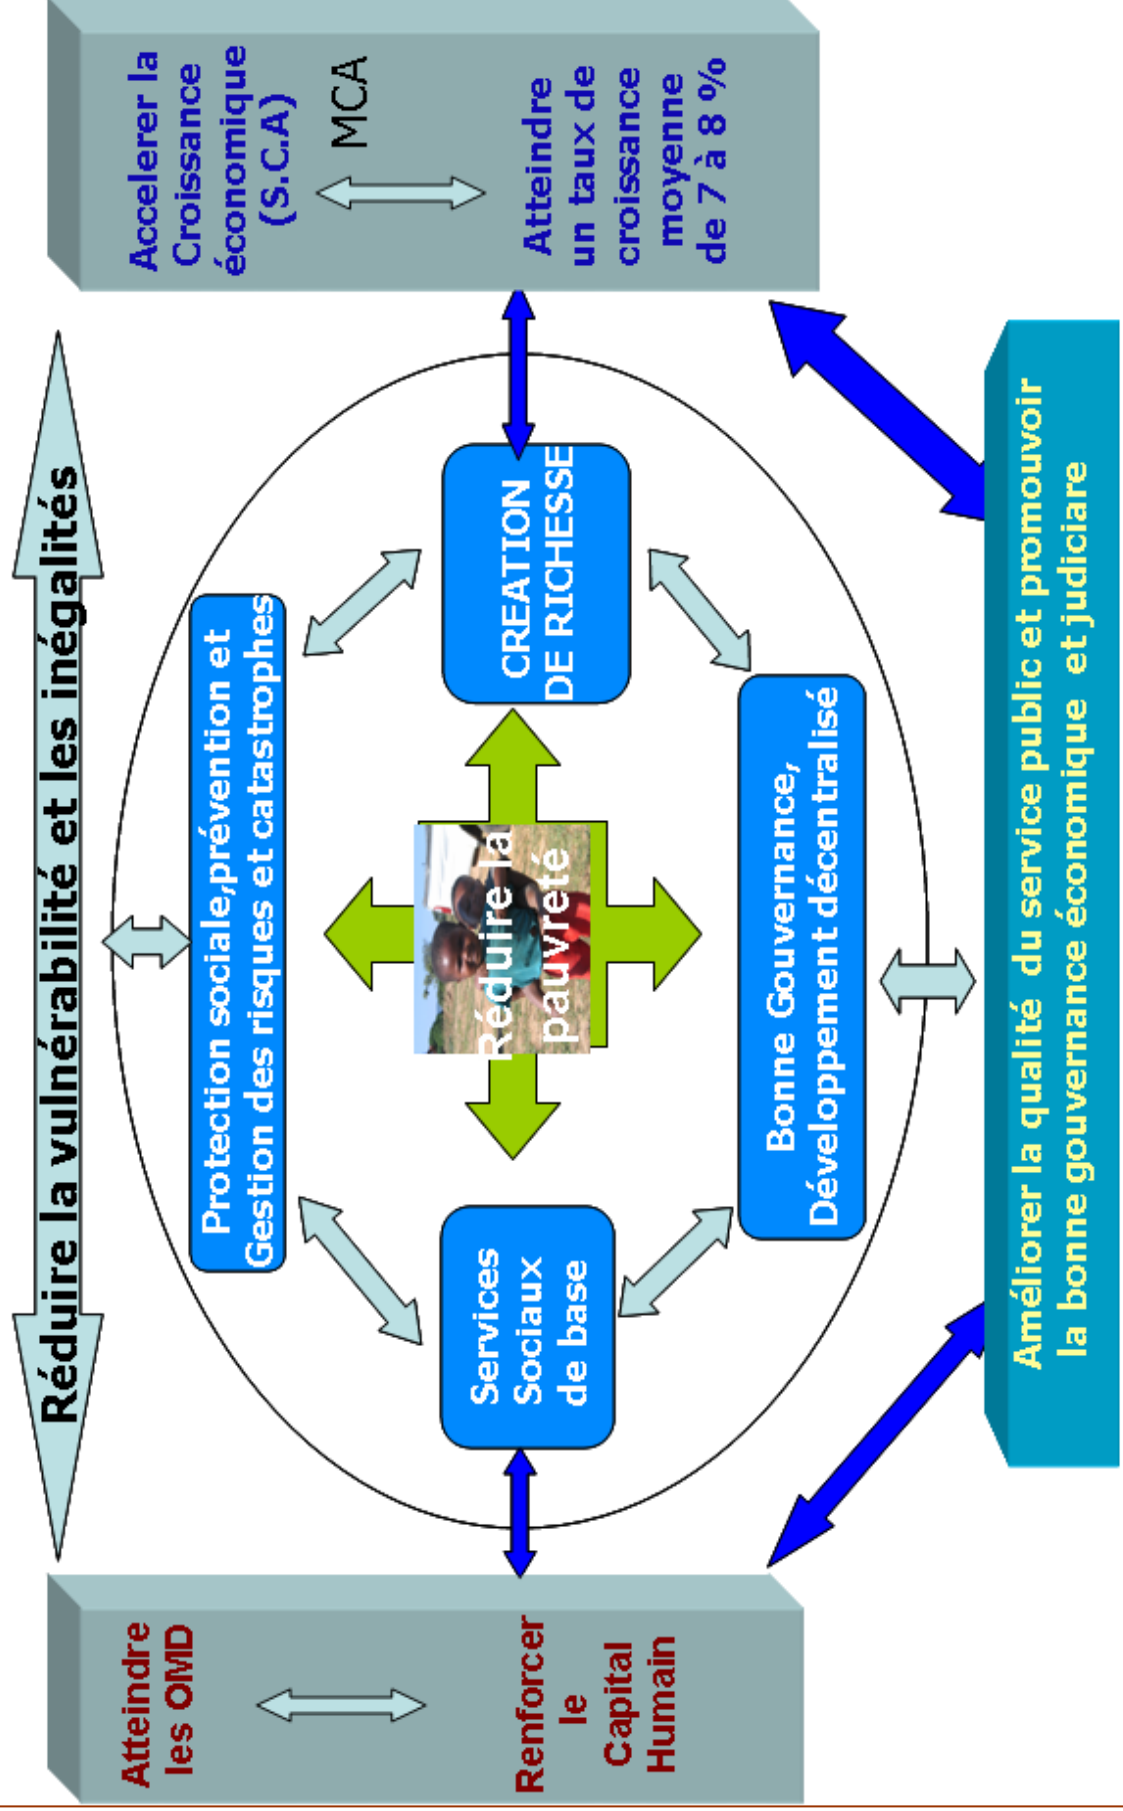 Réduire la vulnérabilité et les inégalités
Atteindre
les OMD
Renforcer
le
Capital
Humain
Protection sociale,prévention et
Gestion des risques et catastrophes
Services
Sociaux
de base
Réduire la
pauvreté
CREATION
DE RICHESSE
Bonne Gouvernance,
Développement décentralisé
Accelerer la
Croissance
économique
(S.C.A)
MCA
Atteindre
un taux de
croissance
moyenne
de 7 à 8 %
Améliorer la qualité du service public et promouvoir
la bonne gouvernance économique et judiciare